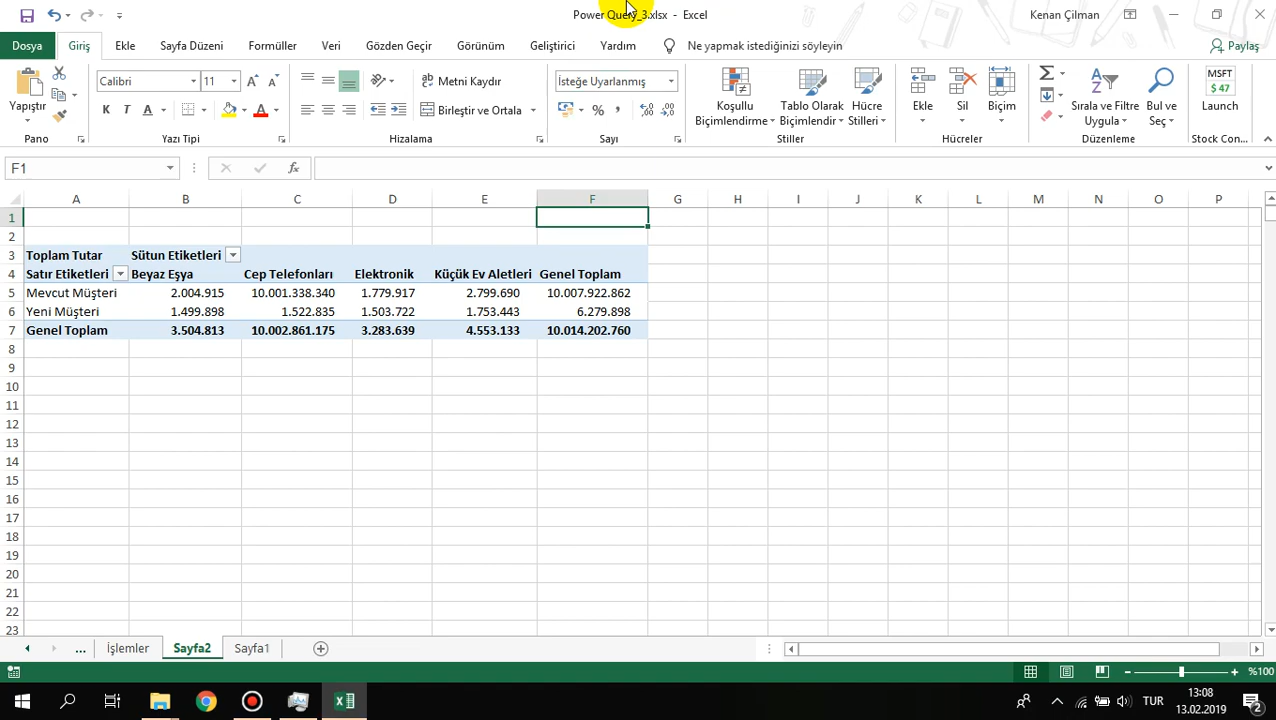 Power Query_3.xlsx - Excel
Kenan Çilman
Dosya Giriş Ekle Sayfa Düzeni Formüller Veri Gözden Geçir Görünüm Geliştirici Yardım Ne yapmak istediğinizi söyleyin Paylaş
Yapıştır
Calibri 11
Metni Kaydır
İsteğe Uyarlanmış
K T A
Birleştir ve Ortala
Koşullu Biçimlendirme
Tablo Olarak Biçimlendir
Hücre Stilleri
Ekle Sil Biçim
Sırala ve Filtre Uygula
Bul ve Seç
MSFT
$ 47
Launch
Pano Yazı Tipi Hizalama Sayı Stiller Hücreler Düzenleme Stock Con...
F1 fx
A B C D E F G H I J K L M N O P
1
2
3 Toplam Tutar Sütun Etiketleri
4 Satır Etiketleri Beyaz Eşya Cep Telefonları Elektronik Küçük Ev Aletleri Genel Toplam
5 Mevcut Müşteri 2.004.915 10.001.338.340 1.779.917 2.799.690 10.007.922.862
6 Yeni Müşteri 1.499.898 1.522.835 1.503.722 1.753.443 6.279.898
7 Genel Toplam 3.504.813 10.002.861.175 3.283.639 4.553.133 10.014.202.760
8
9
10
11
12
13
14
15
16
17
18
19
20
21
22
23
... İşlemler Sayfa2 Sayfa1
%100
TUR
13:08
13.02.2019
2